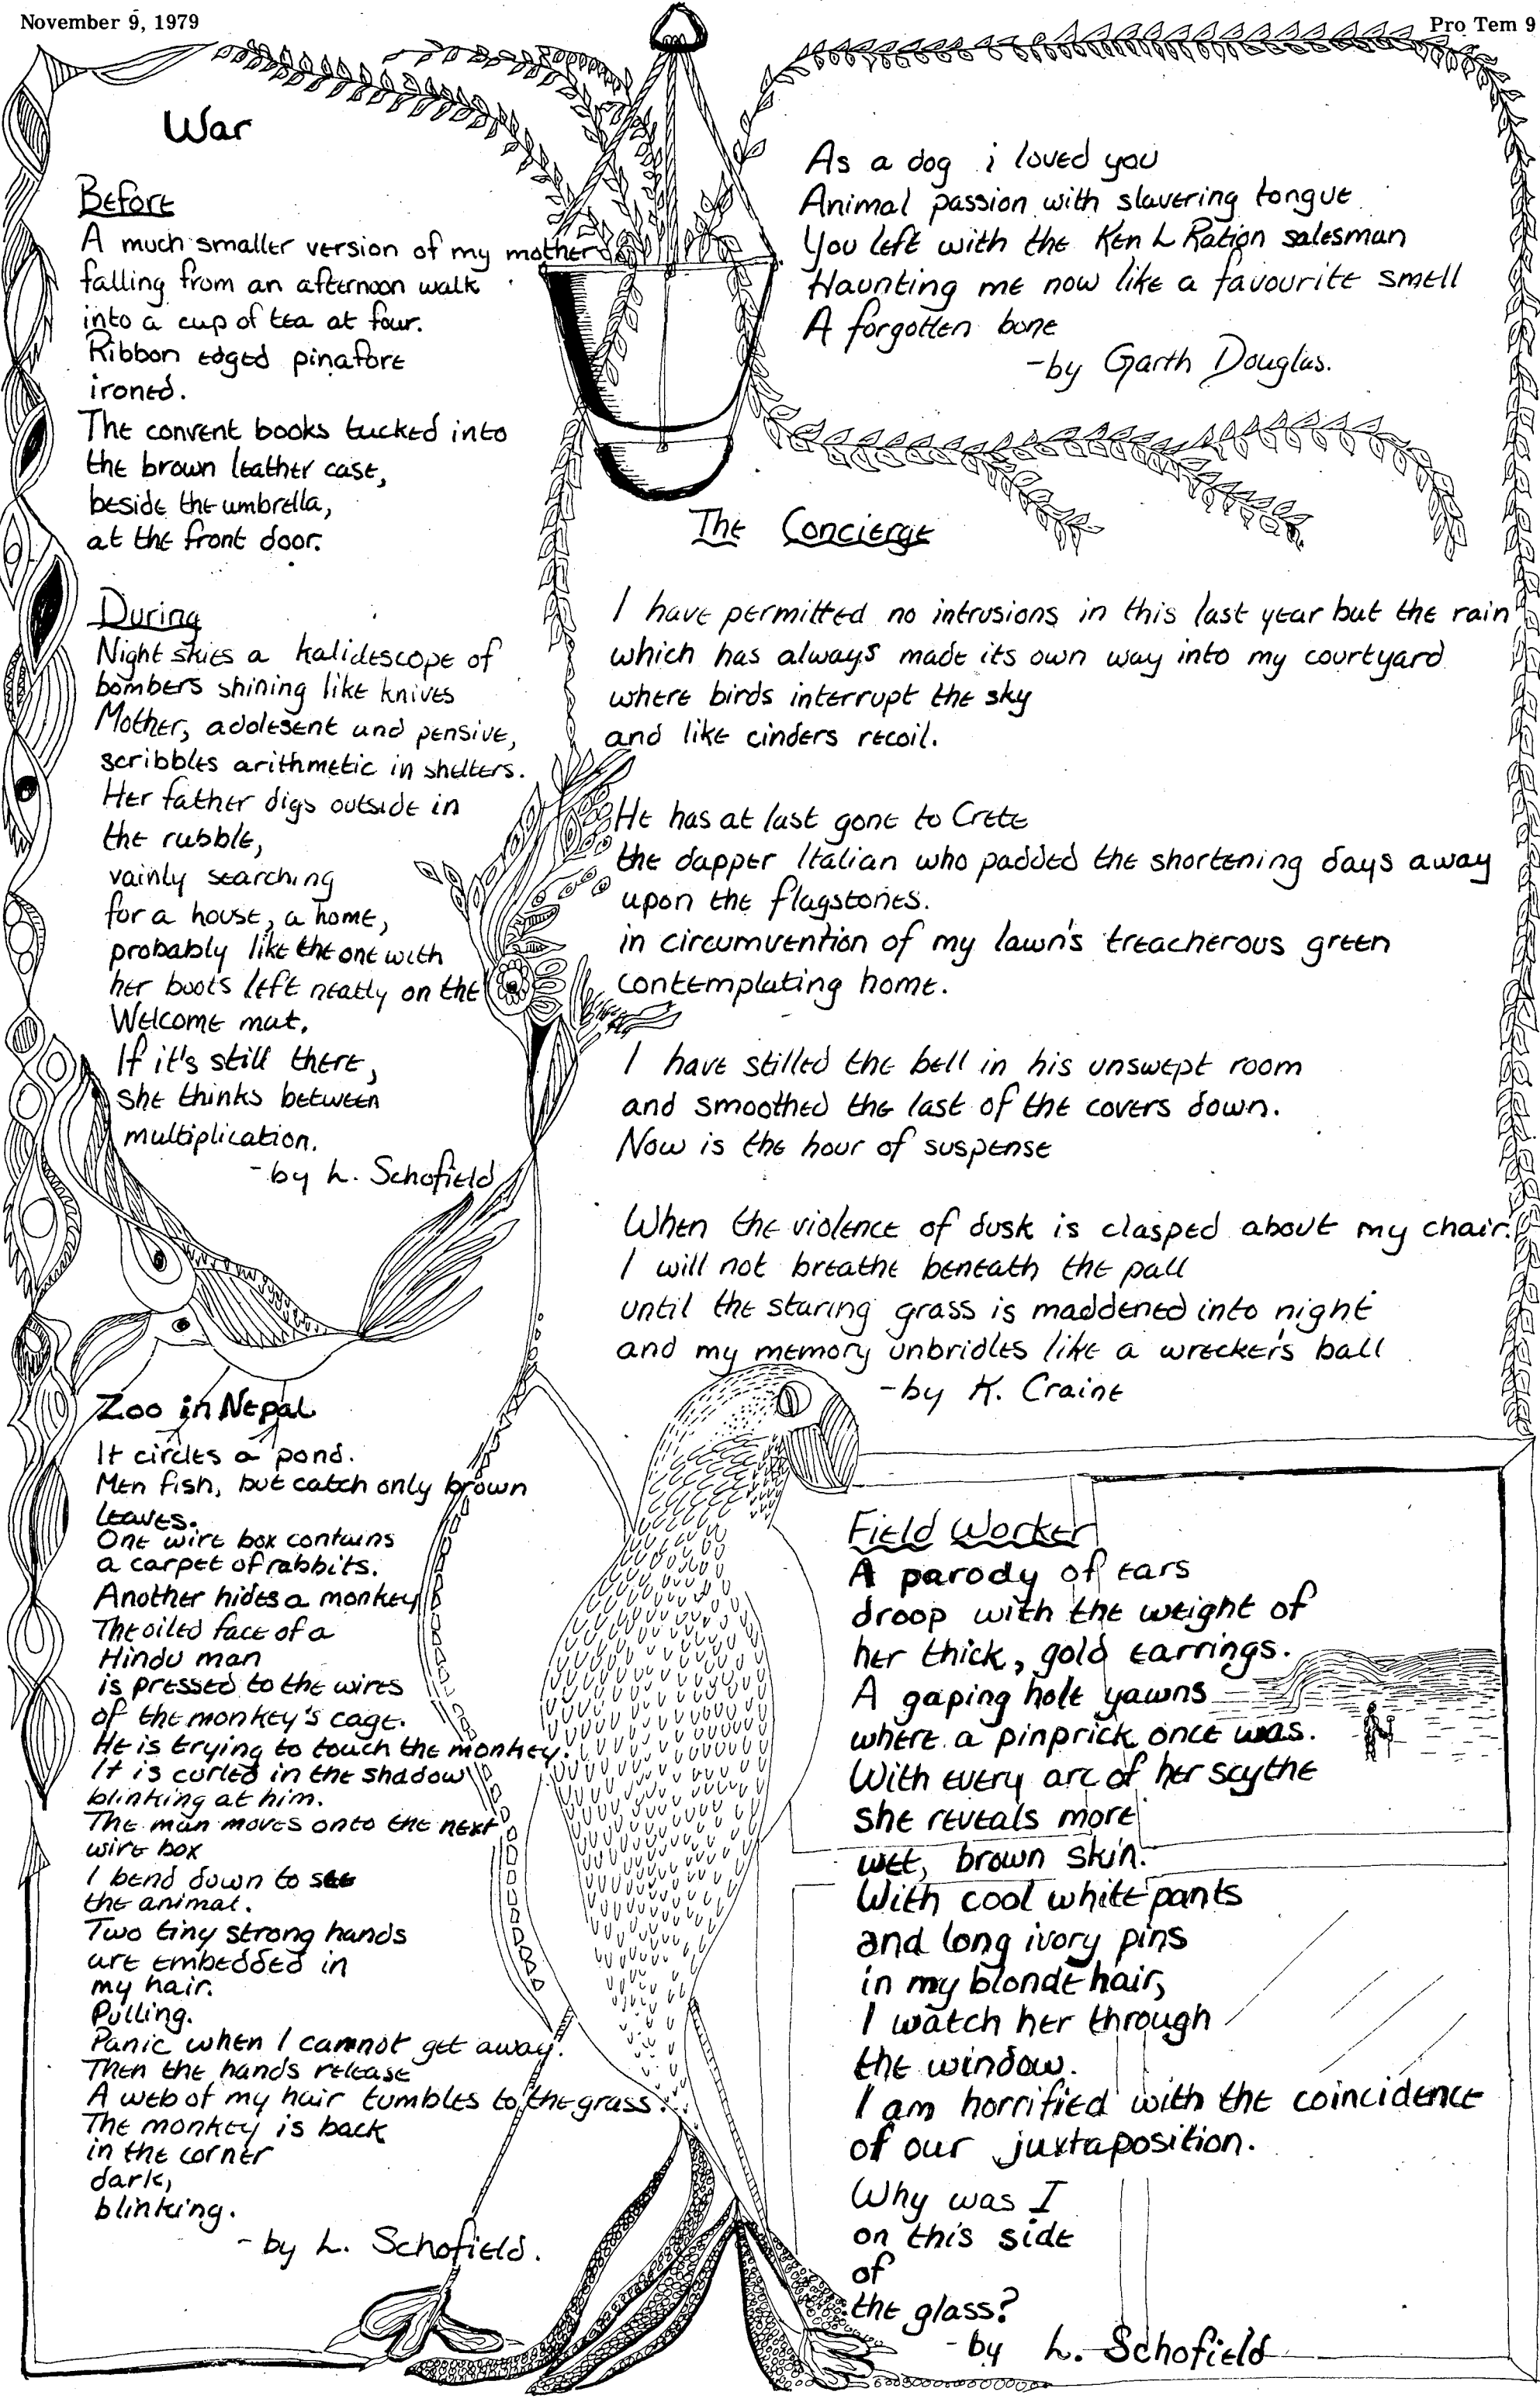 November 9, 1979
Pro Tem 9
War
Before
A much smaller version of my mother
falling from an afternoon walk
into a cup of tea at four.
Ribbon edged pinafore
ironed.
The convent books tucked into
the brown leather case,
beside the umbrella,
at the front door.
During
Night skies a kalidescope of
bombers shining like knives
Mother, adolesent and pensive,
scribbles arithmetic in shelters.
Her father digs outside in
the rubble,
vainly searching
for a house, a home,
probably like the one with
her boots left neatly on the
Welcome mat.
If it's still there,
she thinks between
multiplication.
- by L. Schofield
Zoo in Nepal
It circles a pond.
Men fish, but catch only brown
leaves.
One wire box contains
a carpet of rabbits.
Another hides a monkey
The oiled face of a
Hindu man
is pressed to the wires
of the monkey's cage.
He is trying to touch the monkey.
It is curled in the shadow
blinking at him.
The man moves onto the next
wire box
I bend down to see
the animal.
Two tiny strong hands
are embedded in
my hair.
Pulling.
Panic when I cannot get away.
Then the hands release
A web of my hair tumbles to the grass.
The monkey is back
in the corner
dark,
blinking.
- by L. Schofield.
As a dog i loved you
Animal passion with slavering tongue
You left with the Ken L Ration salesman
Haunting me now like a favourite smell
A forgotten bone
- by Garth Douglas.
The Concierge
I have permitted no intrusions in this last year but the rain
which has always made its own way into my courtyard
where birds interrupt the sky
and like cinders recoil.
He has at last gone to Crete
the dapper Italian who padded the shortening days away
upon the flagstones.
in circumvention of my lawn's treacherous green
contemplating home.
I have stilled the bell in his unswept room
and smoothed the last of the covers down.
Now is the hour of suspense
When the violence of dusk is clasped about my chair.
I will not breathe beneath the pall
until the staring grass is maddened into night
and my memory unbridles like a wrecker's ball
- by K. Craine
Field Worker
A parody of ears
droop with the weight of
her thick, gold earrings.
A gaping hole yawns
where a pinprick once was.
With every arc of her scythe
she reveals more
wet, brown skin.
With cool white pants
and long ivory pins
in my blonde hair,
I watch her through
the window.
I am horrified with the coincidence
of our juxtaposition.
Why was I
on this side
of
the glass?
- by L. Schofield